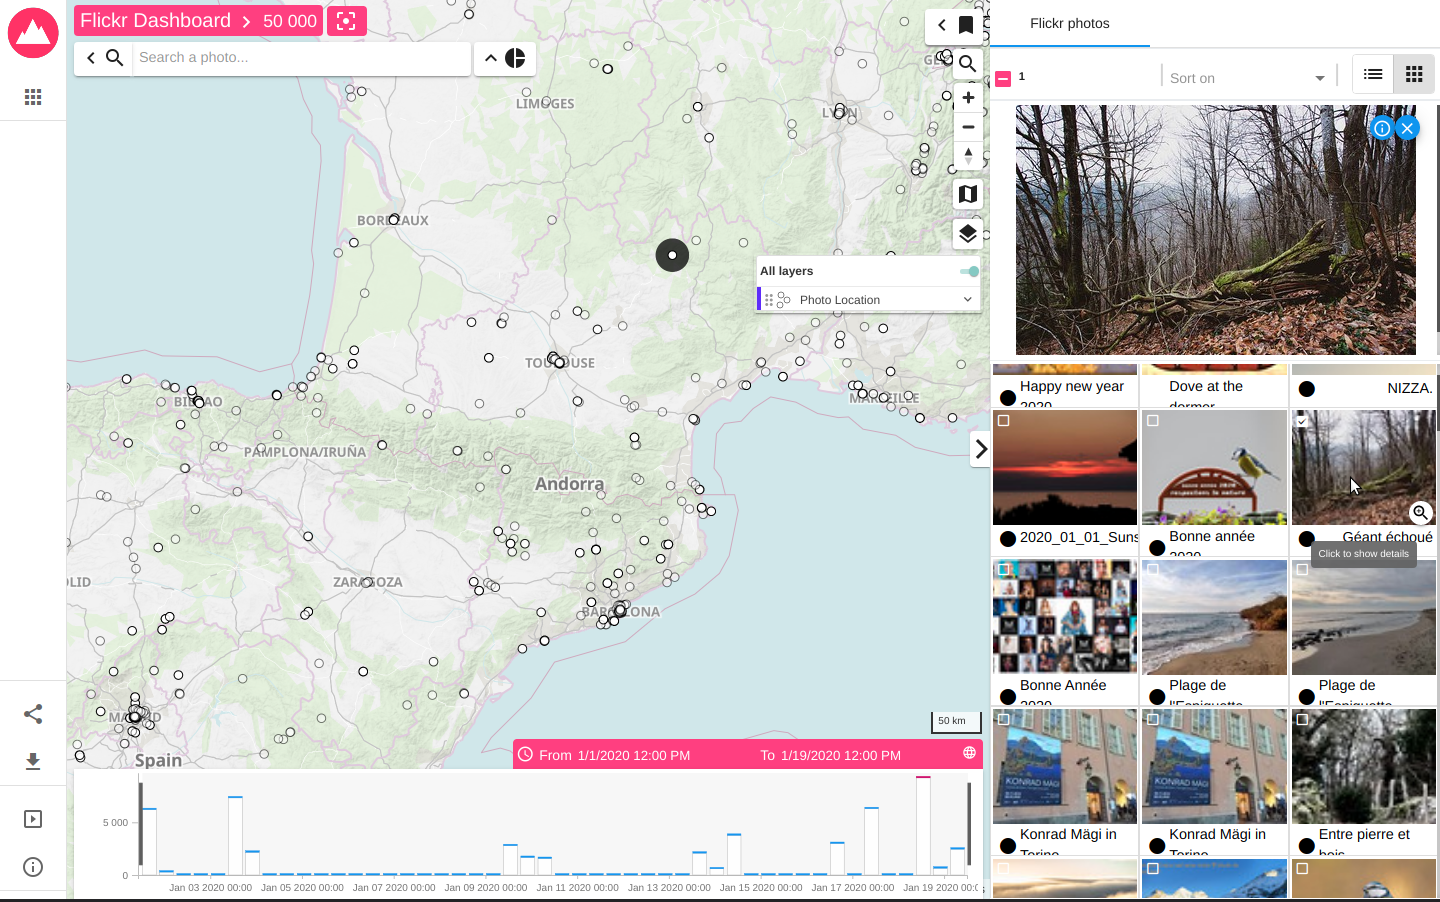 Flickr Dashboard
50 000
Search a photo...
LIMOGES
LYON
BORDEAUX
TOULOUSE
MARSEILLE
BILBAO
PAMPLONA/IRUÑA
Andorra
ZARAGOZA
BARCELONA
OLID
MADRID
Spain
All layers
Photo Location
50 km
From 1/1/2020 12:00 PM
To 1/19/2020 12:00 PM
5 000
0
Jan 03 2020 00:00
Jan 05 2020 00:00
Jan 07 2020 00:00
Jan 09 2020 00:00
Jan 11 2020 00:00
Jan 13 2020 00:00
Jan 15 2020 00:00
Jan 17 2020 00:00
Jan 19 2020 00:0
Flickr photos
1
Sort on
Happy new year
2020
Dove at the
dormer
NIZZA.
2020_01_01_Suns
Bonne année
2020
Géant échoué
Click to show details
Bonne Année
2020
Plage de
l'Espiguette
Plage de
l'Espiguette
KONRAD MÄGI
KONRAD MÄGI
Konrad Mägi in
Torino
Konrad Mägi in
Torino
Entre pierre et
bois